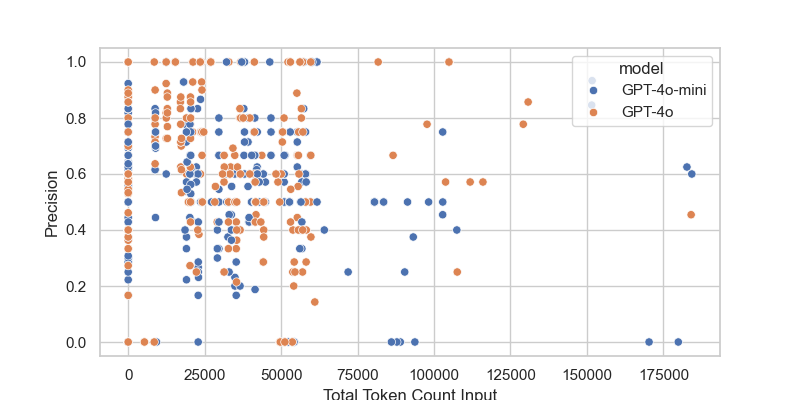 1.0
0.8
0.6
0.4
0.2
0.0
Precision
model
GPT-4o-mini
GPT-4o
0 25000 50000 75000 100000 125000 150000 175000
Total Token Count Input